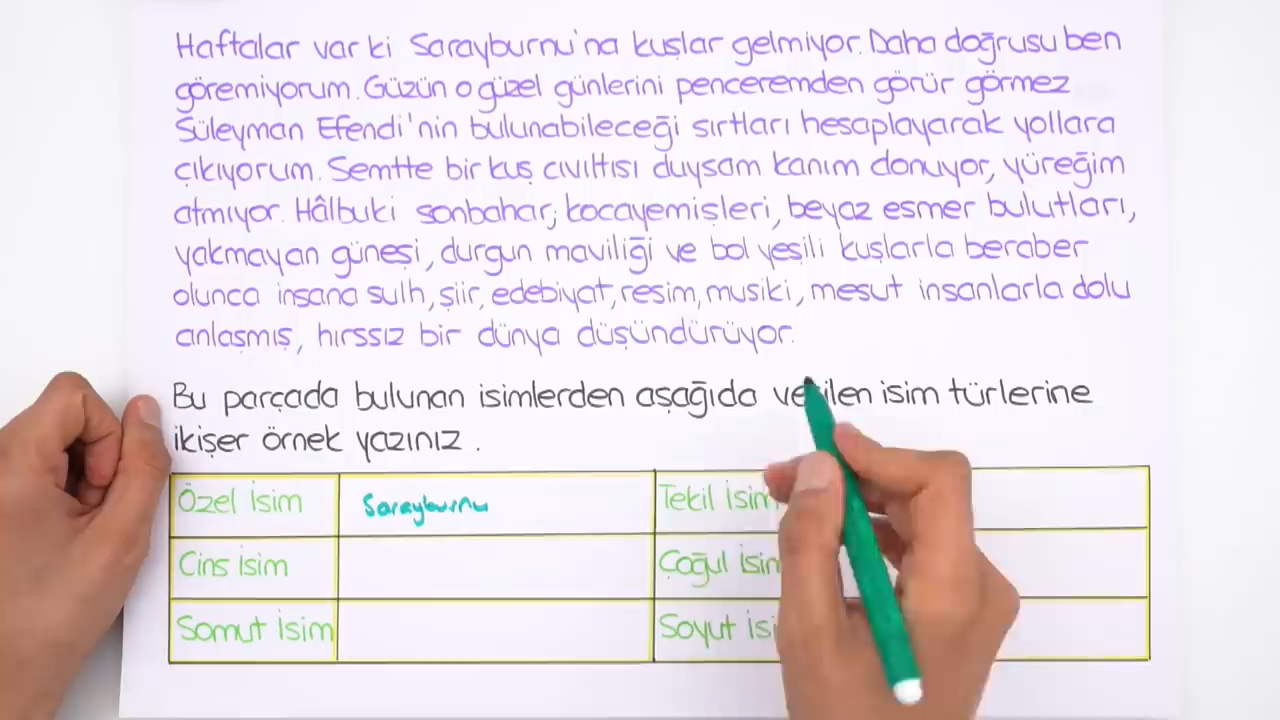 Haftalar var ki Sarayburnu'na kuşlar gelmiyor. Daha doğrusu ben
göremiyorum. Güzün o güzel günlerini penceremden görür görmez
Süleyman Efendi'nin bulunabileceği sırtları hesaplayarak yollara
çıkıyorum. Semtte bir kuş cıvıltısı duysam kanım donuyor, yüreğim
atmıyor. Hâlbuki sonbahar, kocayemişleri, beyaz esmer bulutları,
yakmayan güneşi, durgun maviliği ve bol yeşili kuşlarla beraber
olunca insana sulh, şiir, edebiyat, resim, musiki, mesut insanlarla dolu
anlaşmış, hırssız bir dünya düşündürüyor.
Bu parçada bulunan isimlerden aşağıda verilen isim türlerine
ikişer örnek yazınız.
Özel İsim Sarayburnu Tekil İsim
Cins İsim Çoğul İsim
Somut İsim Soyut İsi